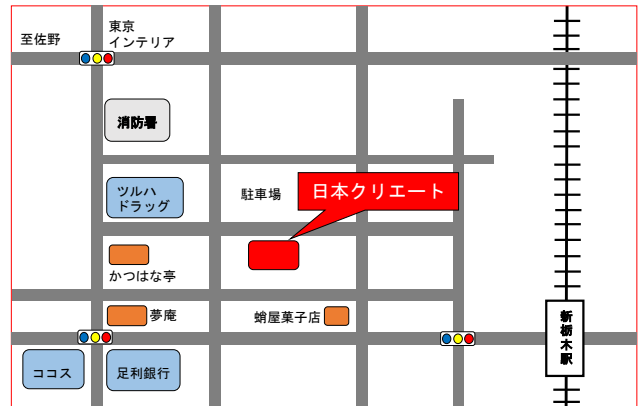 至佐野
東京
インテリア
消防署
ツルハ
ドラッグ
駐車場
日本クリエート
かつはな亭
夢庵
蛸屋菓子店
新栃木駅
ココス
足利銀行